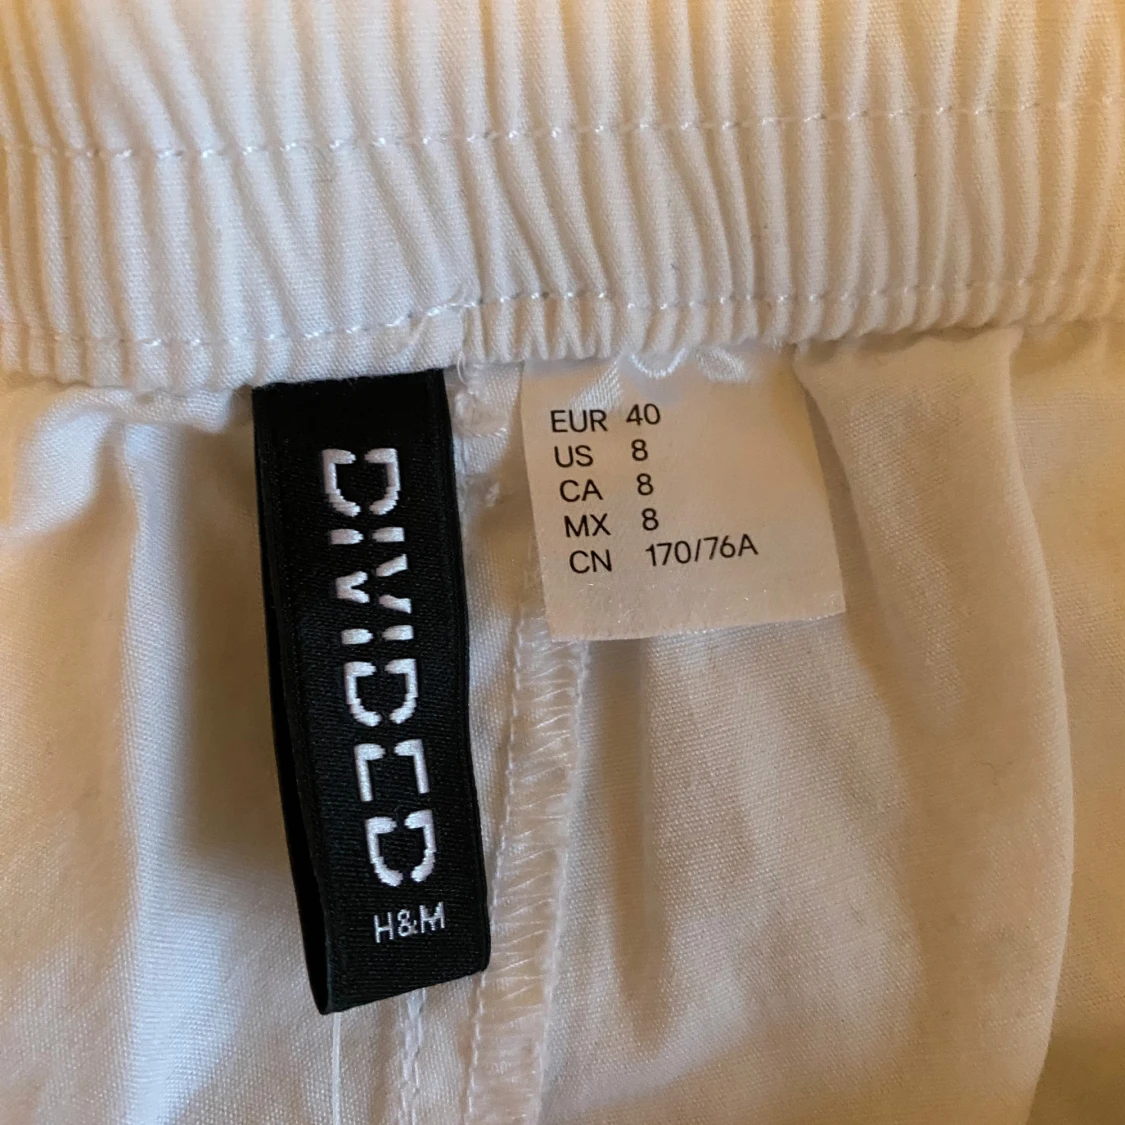 DIVIDED
H&M
EUR 40
US 8
CA 8
MX 8
CN 170/76A